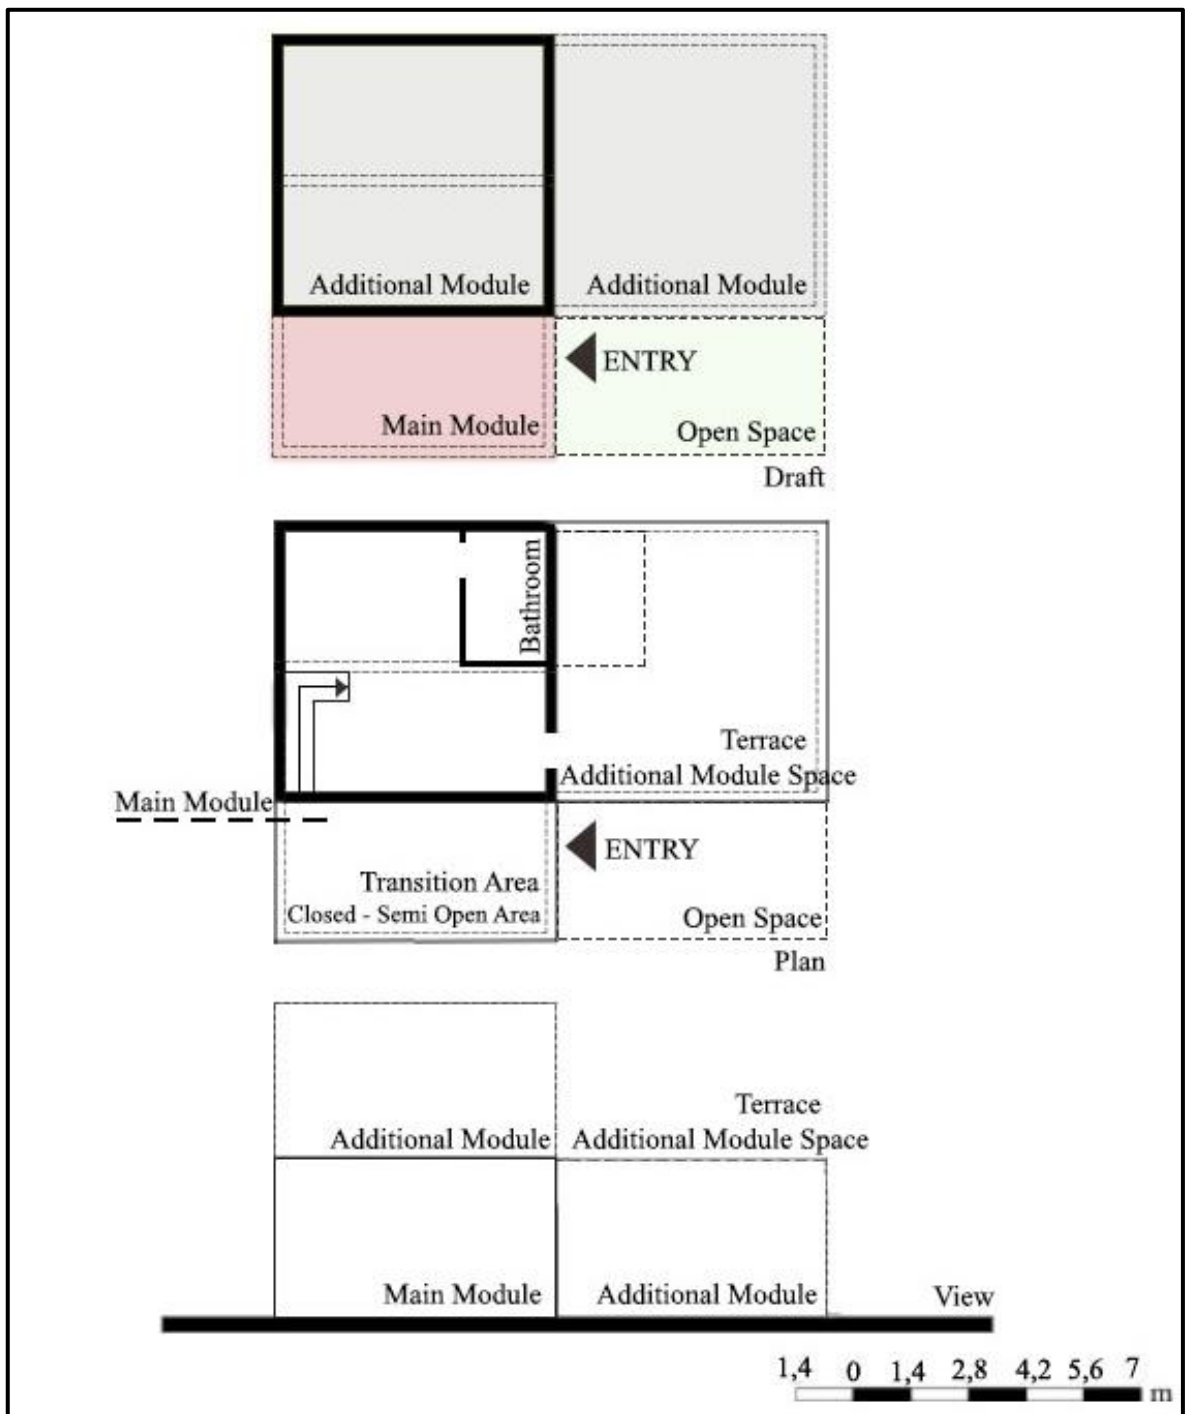 Additional Module
Additional Module
ENTRY
Main Module
Open Space
Draft
Bathroom
Terrace
Additional Module Space
Main Module
ENTRY
Transition Area
Closed - Semi Open Area
Open Space
Plan
Terrace
Additional Module
Additional Module Space
Main Module
Additional Module
View
1,4 0 1,4 2,8 4,2 5,6 7
m